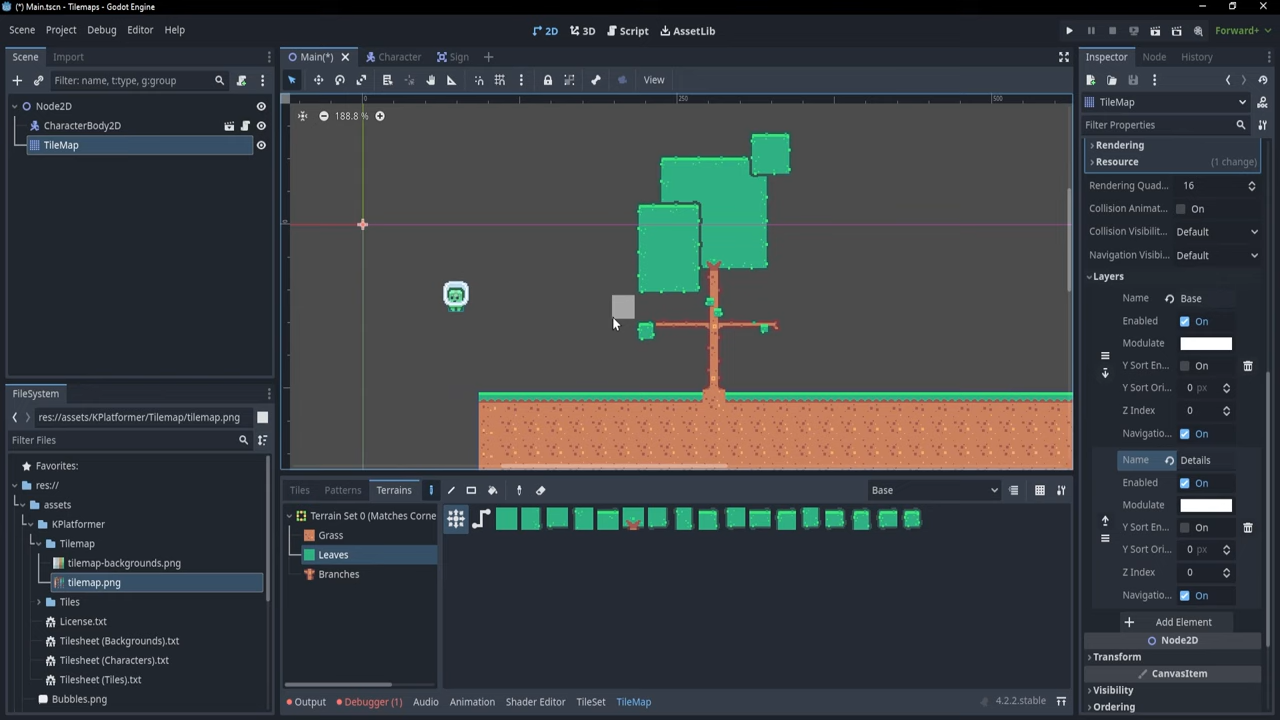 (*) Main.tscn - Tilemaps - Godot Engine
Scene Project Debug Editor Help
2D 3D Script AssetLib
Forward+
Scene Import
Filter: name, t:type, g:group
Node2D
CharacterBody2D
TileMap
Main(*) Character Sign
View
0 250 500
188.8 %
FileSystem
res://assets/KPlatformer/Tilemap/tilemap.png
Filter Files
Favorites:
res://
assets
KPlatformer
Tilemap
tilemap-backgrounds.png
tilemap.png
Tiles
License.txt
Tilesheet (Backgrounds).txt
Tilesheet (Characters).txt
Tilesheet (Tiles).txt
Bubbles.png
Tiles Patterns Terrains
Base
Terrain Set 0 (Matches Corne
Grass
Leaves
Branches
Output Debugger (1) Audio Animation Shader Editor TileSet TileMap
4.2.2.stable
Inspector Node History
TileMap
Filter Properties
Rendering
Resource (1 change)
Rendering Quad... 16
Collision Animat... On
Collision Visibilit... Default
Navigation Visibi... Default
Layers
Name Base
Enabled On
Modulate
Y Sort En... On
Y Sort Ori... 0 px
Z Index 0
Navigatio... On
Name Details
Enabled On
Modulate
Y Sort En... On
Y Sort Ori... 0 px
Z Index 0
Navigatio... On
Add Element
Node2D
Transform
CanvasItem
Visibility
Ordering